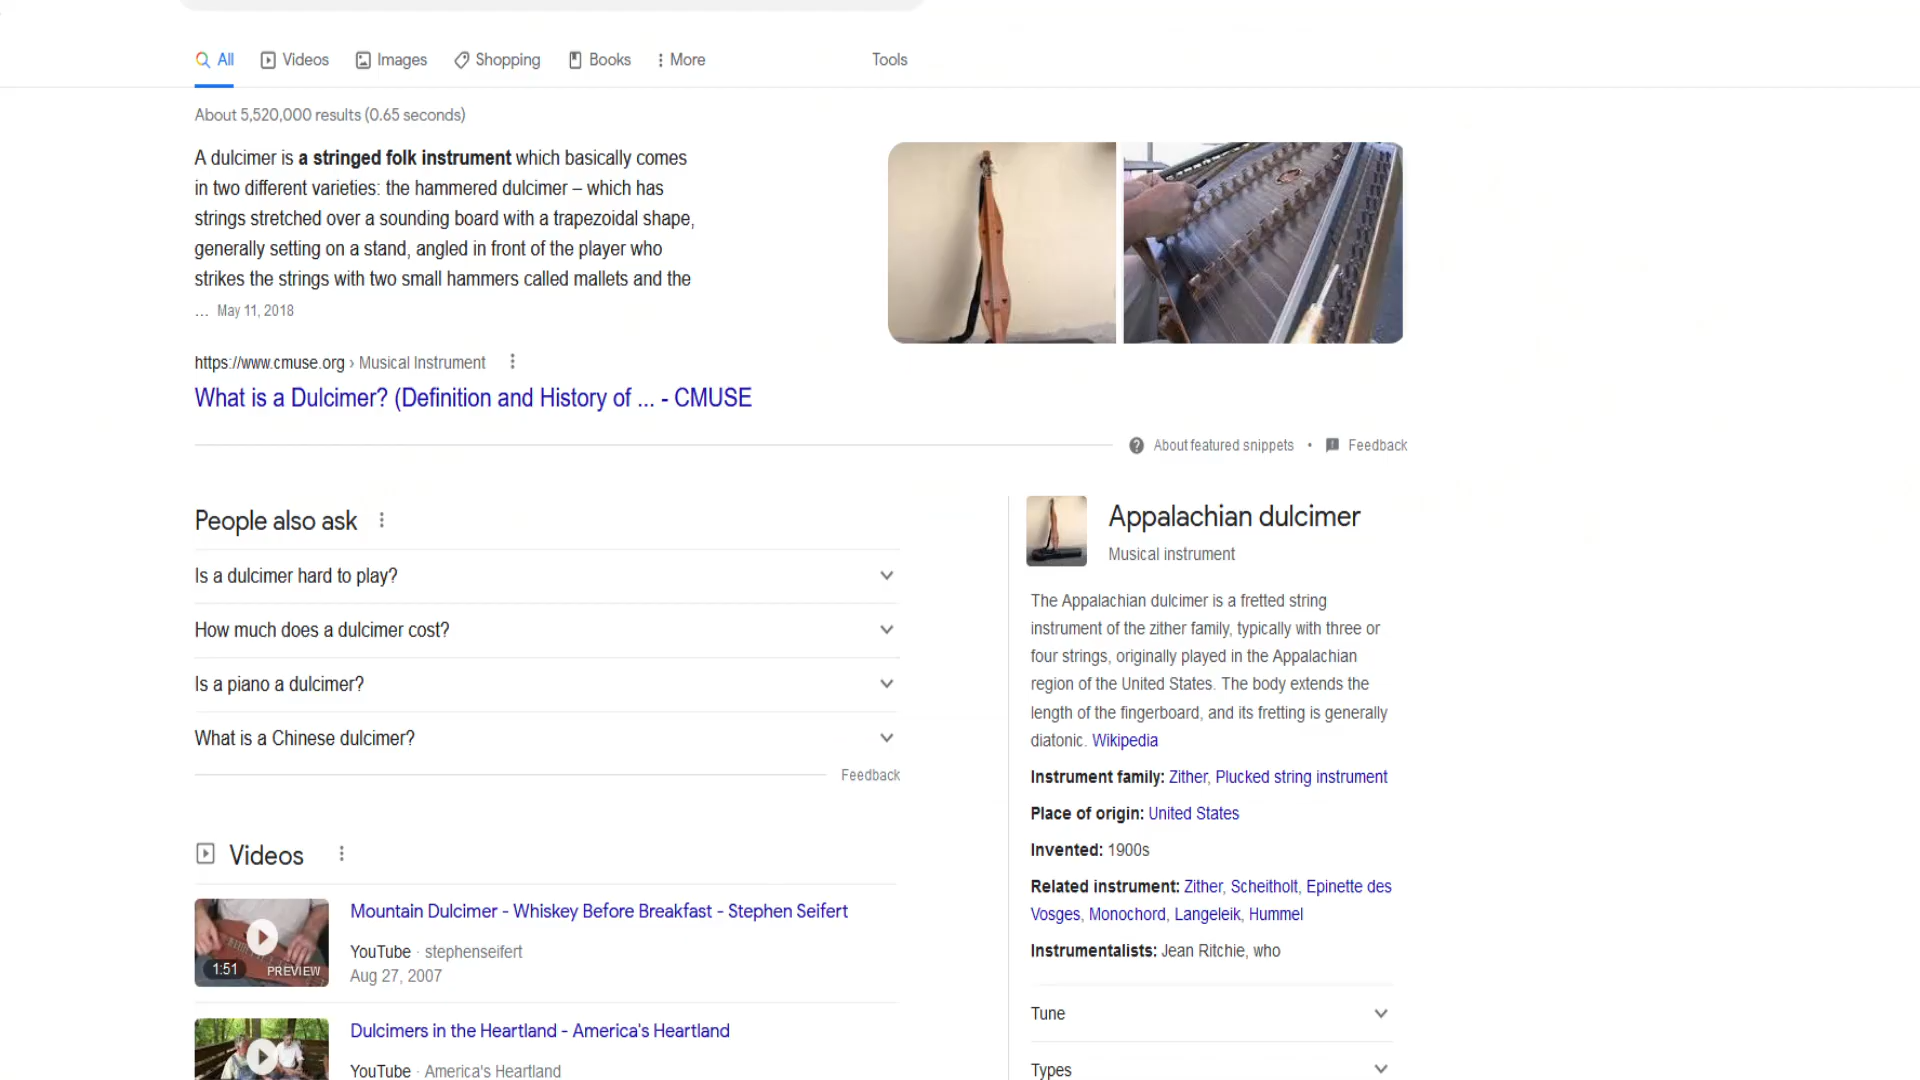 All
Videos
Images
Shopping
Books
More
Tools
About 5,520,000 results (0.65 seconds)
A dulcimer is a stringed folk instrument which basically comes
in two different varieties: the hammered dulcimer – which has
strings stretched over a sounding board with a trapezoidal shape,
generally setting on a stand, angled in front of the player who
strikes the strings with two small hammers called mallets and the
... May 11, 2018
https://www.cmuse.org › Musical Instrument
What is a Dulcimer? (Definition and History of ... - CMUSE
About featured snippets • Feedback
People also ask
Is a dulcimer hard to play?
How much does a dulcimer cost?
Is a piano a dulcimer?
What is a Chinese dulcimer?
Feedback
Videos
1:51
PREVIEW
Mountain Dulcimer - Whiskey Before Breakfast - Stephen Seifert
YouTube · stephenseifert
Aug 27, 2007
Dulcimers in the Heartland - America's Heartland
YouTube · America's Heartland
Appalachian dulcimer
Musical instrument
The Appalachian dulcimer is a fretted string
instrument of the zither family, typically with three or
four strings, originally played in the Appalachian
region of the United States. The body extends the
length of the fingerboard, and its fretting is generally
diatonic. Wikipedia
Instrument family: Zither, Plucked string instrument
Place of origin: United States
Invented: 1900s
Related instrument: Zither, Scheitholt, Epinette des
Vosges, Monochord, Langeleik, Hummel
Instrumentalists: Jean Ritchie, who
Tune
Types